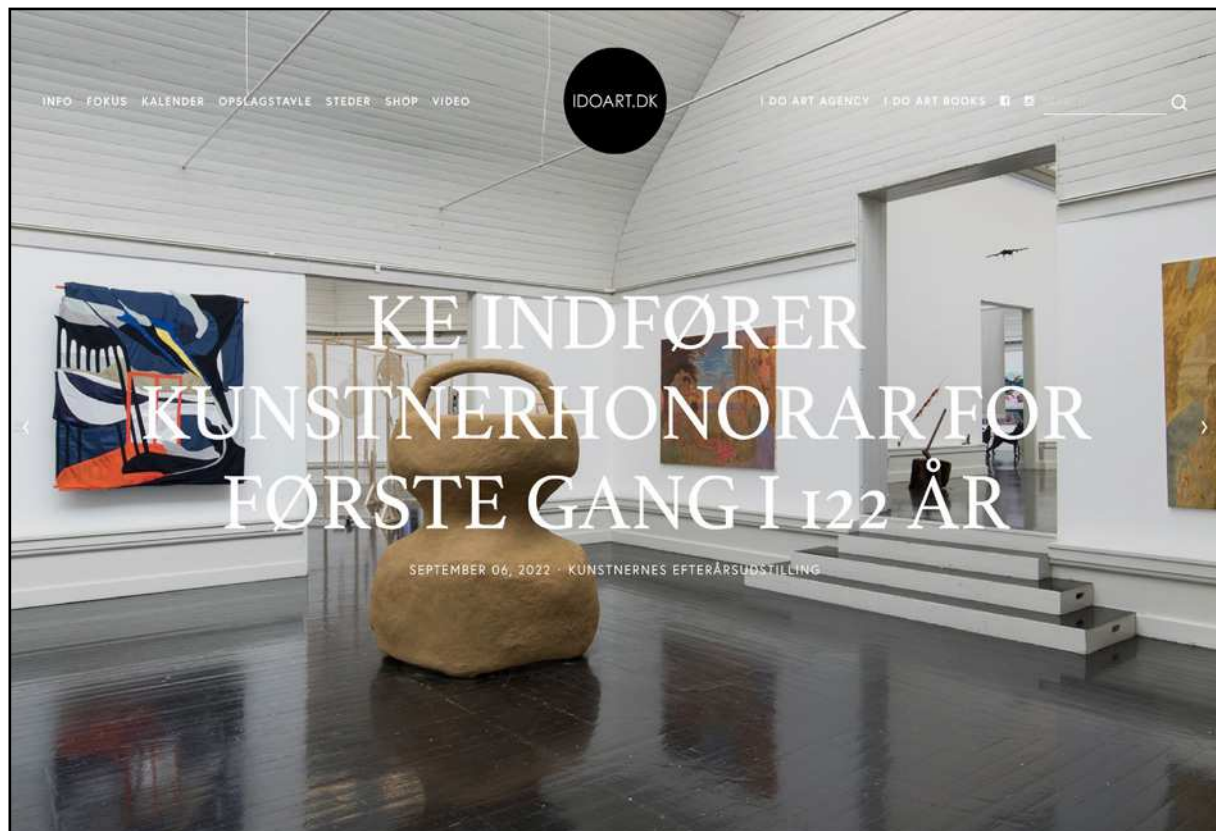 INFO FOKUS KALENDER OPSLAGSTAVLE STEDER SHOP VIDEO
IDOART.DK
I DO ART AGENCY I DO ART BOOKS
KE INDFØRER
KUNSTNERHONORAR FOR
FØRSTE GANG I 122 ÅR
SEPTEMBER 06, 2022 · KUNSTNERNES EFTERÅRSUDSTILLING